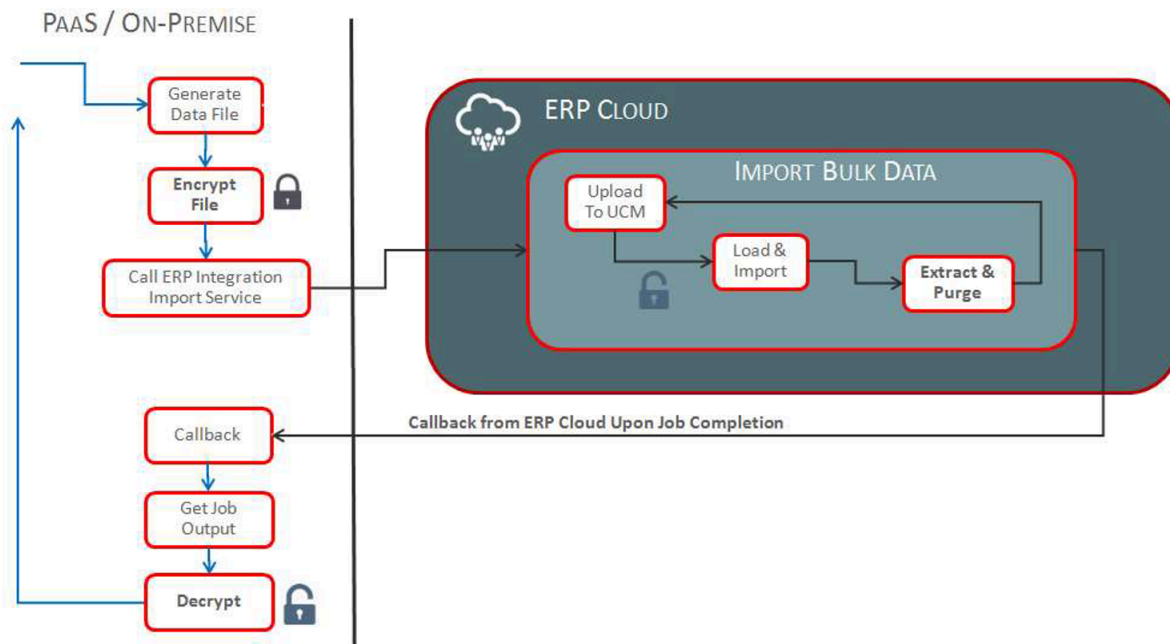 PAAS / ON-PREMISE
Generate
Data File
Encrypt
File
Call ERP Integration
Import Service
ERP CLOUD
IMPORT BULK DATA
Upload
To UCM
Load &
Import
Extract &
Purge
Callback from ERP Cloud Upon Job Completion
Callback
Get Job
Output
Decrypt